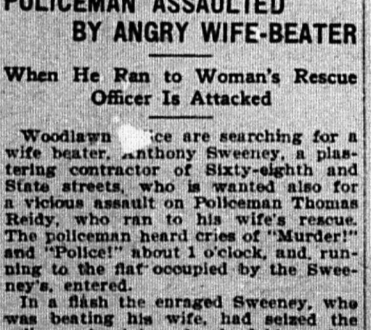 POLICEMAN ASSAULTED
BY ANGRY WIFE-BEATER
When He Ran to Woman's Rescue
Officer Is Attacked
Woodlawn are searching for a
wife beater, Anthony Sweeney, a plas-
tering contractor of Sixty-eighth and
State streets, who is wanted also for
a vicious assault on Policeman Thomas
Reidy, who ran to his wife's rescue.
The policeman heard cries of "Murder!"
and "Police!" about 1 o'clock, and, run-
ning to the flat occupied by the Swee-
ney's, entered.
In a flash the enraged Sweeney, who
was beating his wife, had seized the